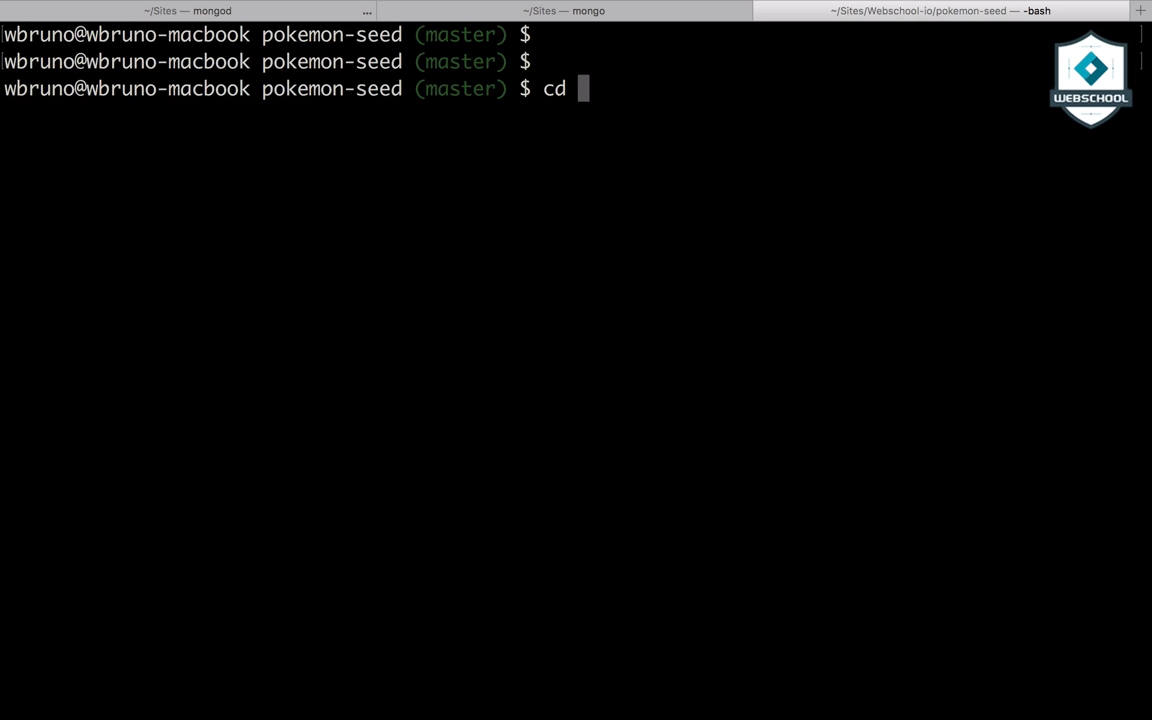 ~/Sites — mongod
...
~/Sites — mongo
~/Sites/Webschool-io/pokemon-seed — -bash
wbruno@wbruno-macbook pokemon-seed (master) $
wbruno@wbruno-macbook pokemon-seed (master) $
wbruno@wbruno-macbook pokemon-seed (master) $ cd
WEBSCHOOL